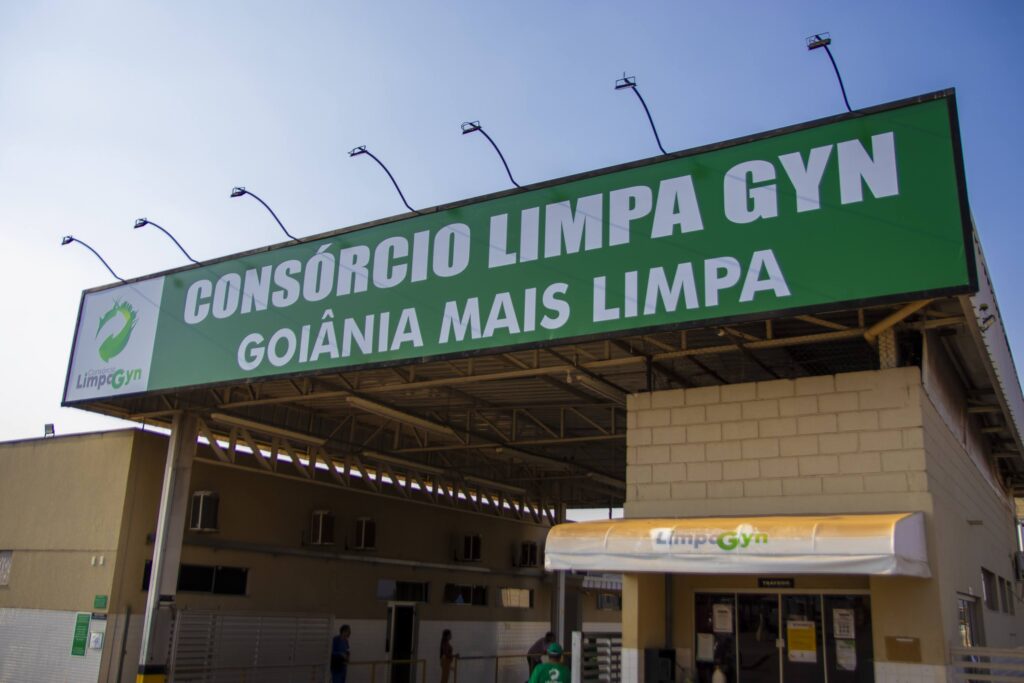 CONSÓRCIO LIMPA GYN
GOIÂNIA MAIS LIMPA
Consórcio
LimpaGyn
LimpaGyn